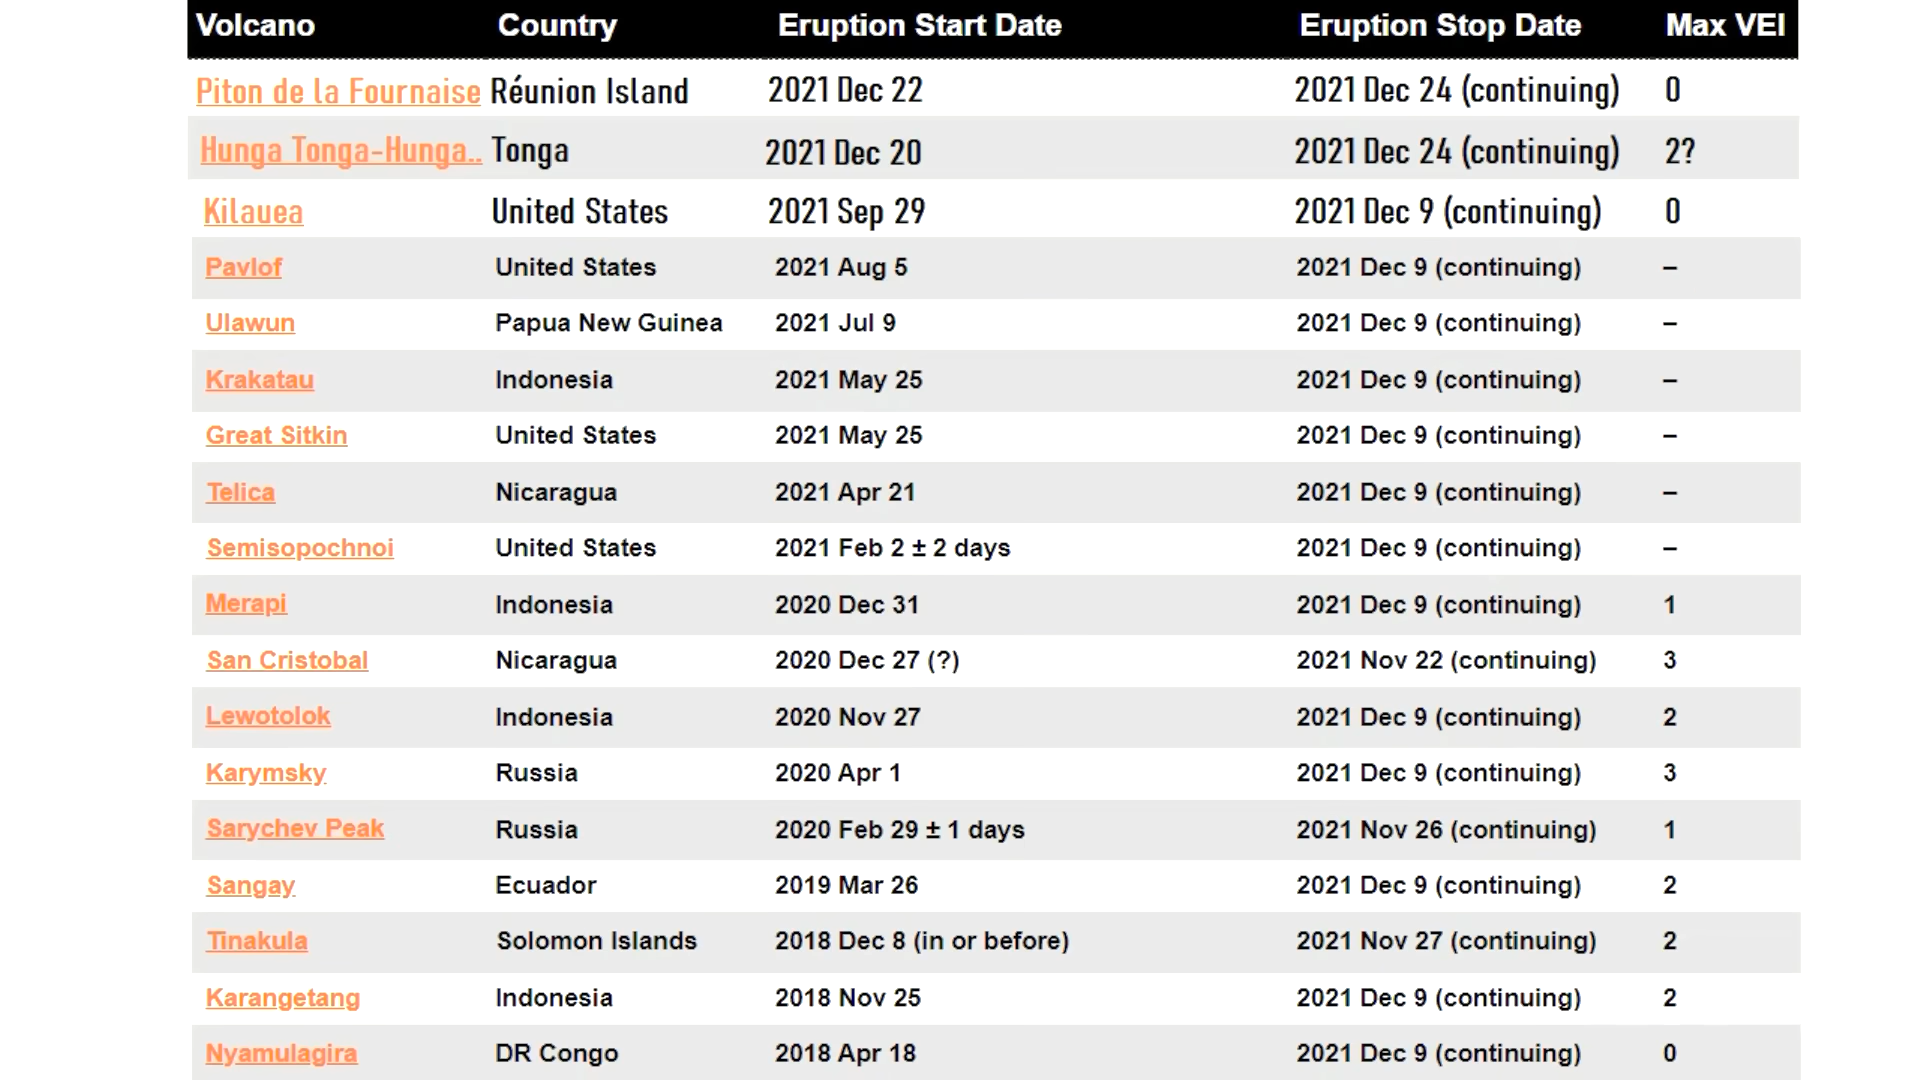 Volcano Country Eruption Start Date Eruption Stop Date Max VEI
Piton de la Fournaise Réunion Island 2021 Dec 22 2021 Dec 24 (continuing) 0
Hunga Tonga-Hunga.. Tonga 2021 Dec 20 2021 Dec 24 (continuing) 2?
Kilauea United States 2021 Sep 29 2021 Dec 9 (continuing) 0
Pavlof United States 2021 Aug 5 2021 Dec 9 (continuing) –
Ulawun Papua New Guinea 2021 Jul 9 2021 Dec 9 (continuing) –
Krakatau Indonesia 2021 May 25 2021 Dec 9 (continuing) –
Great Sitkin United States 2021 May 25 2021 Dec 9 (continuing) –
Telica Nicaragua 2021 Apr 21 2021 Dec 9 (continuing) –
Semisopochnoi United States 2021 Feb 2 ± 2 days 2021 Dec 9 (continuing) –
Merapi Indonesia 2020 Dec 31 2021 Dec 9 (continuing) 1
San Cristobal Nicaragua 2020 Dec 27 (?) 2021 Nov 22 (continuing) 3
Lewotolok Indonesia 2020 Nov 27 2021 Dec 9 (continuing) 2
Karymsky Russia 2020 Apr 1 2021 Dec 9 (continuing) 3
Sarychev Peak Russia 2020 Feb 29 ± 1 days 2021 Nov 26 (continuing) 1
Sangay Ecuador 2019 Mar 26 2021 Dec 9 (continuing) 2
Tinakula Solomon Islands 2018 Dec 8 (in or before) 2021 Nov 27 (continuing) 2
Karangetang Indonesia 2018 Nov 25 2021 Dec 9 (continuing) 2
Nyamulagira DR Congo 2018 Apr 18 2021 Dec 9 (continuing) 0